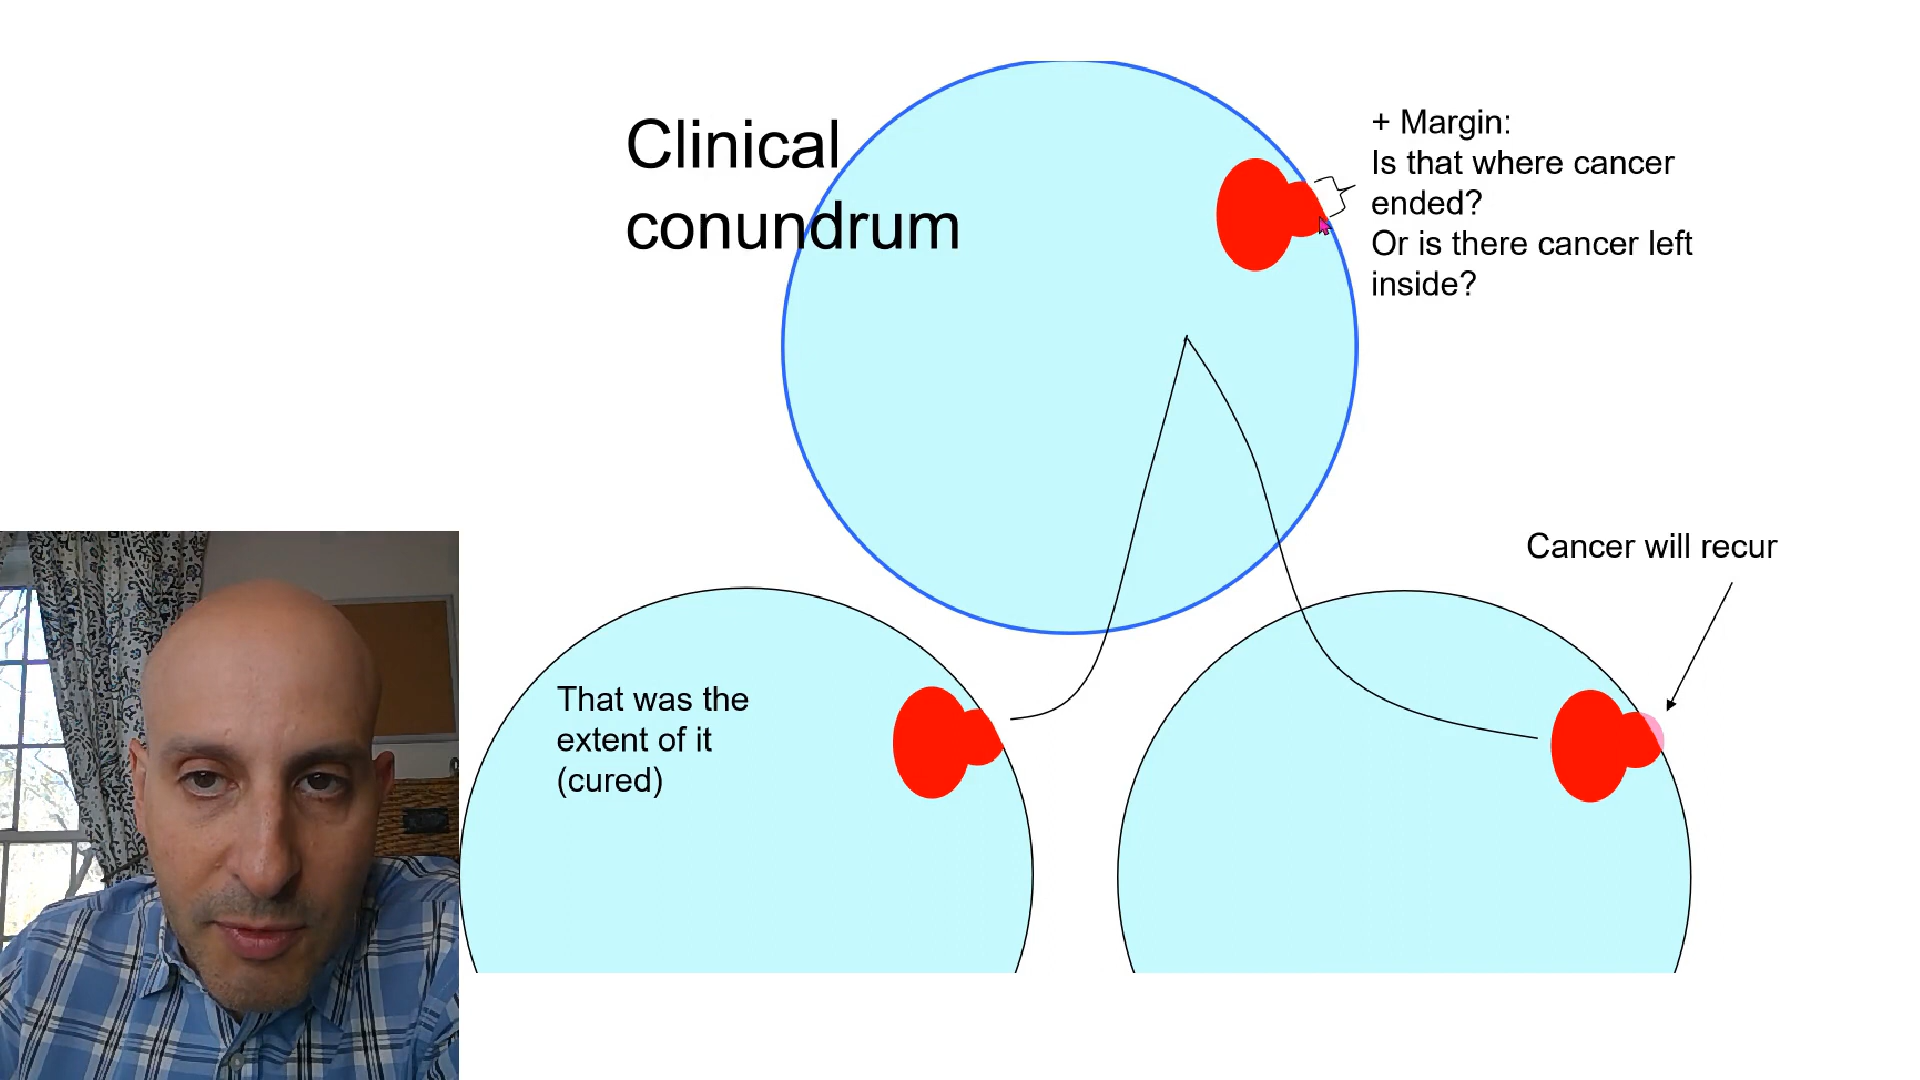 Clinical
conundrum
+ Margin:
Is that where cancer
ended?
Or is there cancer left
inside?
Cancer will recur
That was the
extent of it
(cured)